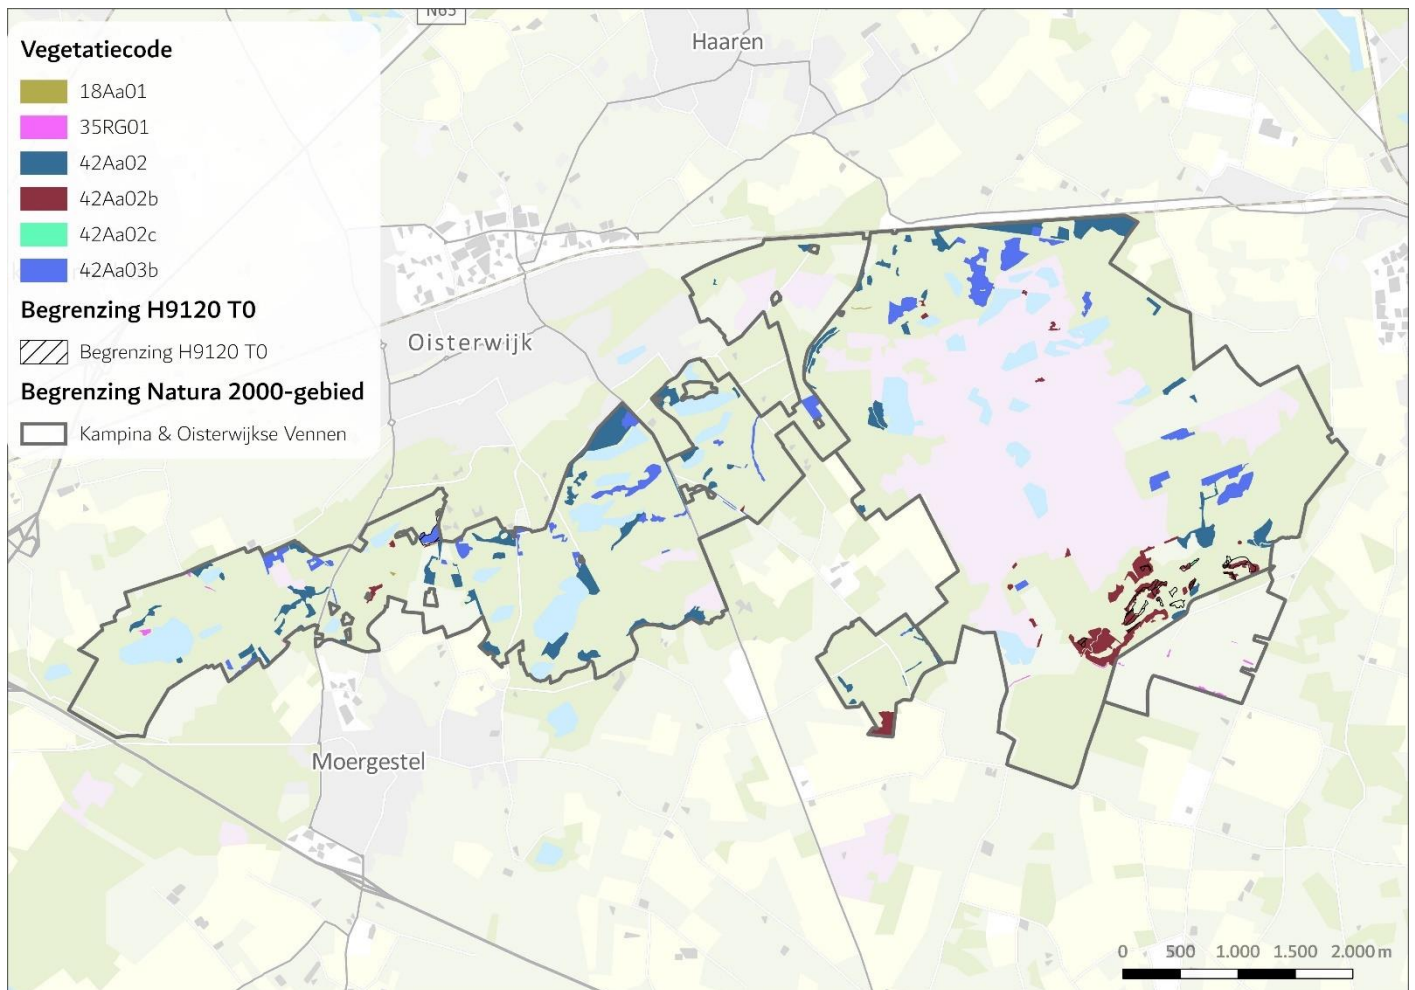 N65
Haaren
Vegetatiecode
18Aa01
35RG01
42Aa02
42Aa02b
42Aa02c
42Aa03b
Begrenzing H9120 T0
Begrenzing H9120 T0
Begrenzing Natura 2000-gebied
Kampina & Oisterwijkse Vennen
Oisterwijk
Moergestel
0 500 1.000 1.500 2.000 m